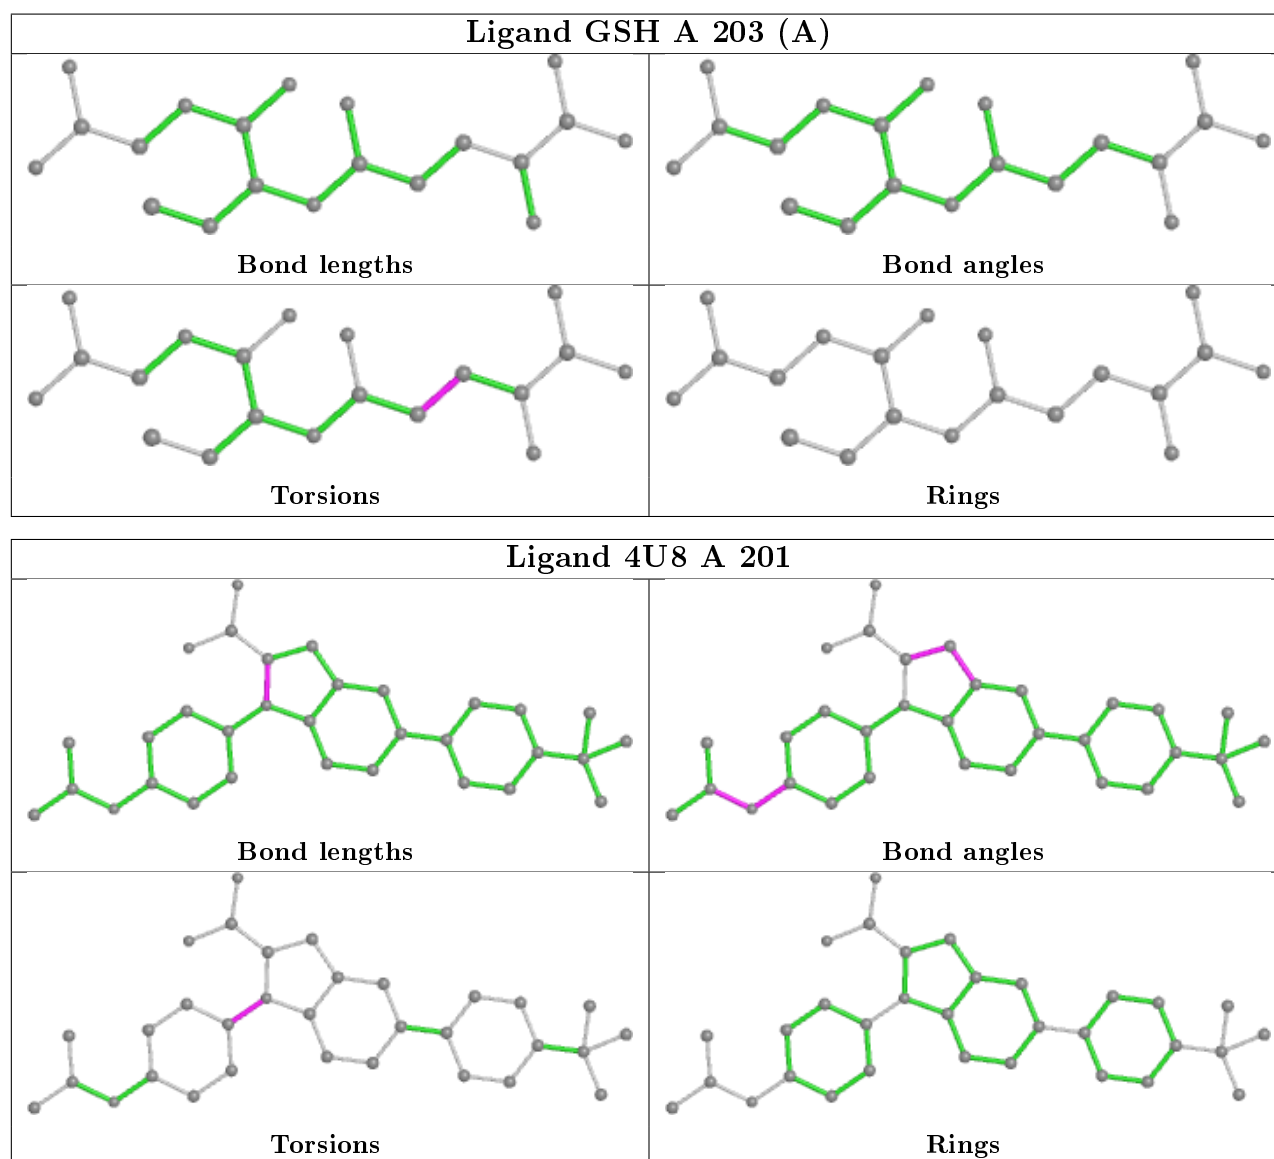 Ligand GSH A 203 (A)
Bond lengths
Bond angles
Torsions
Rings
Ligand 4U8 A 201
Bond lengths
Bond angles
Torsions
Rings